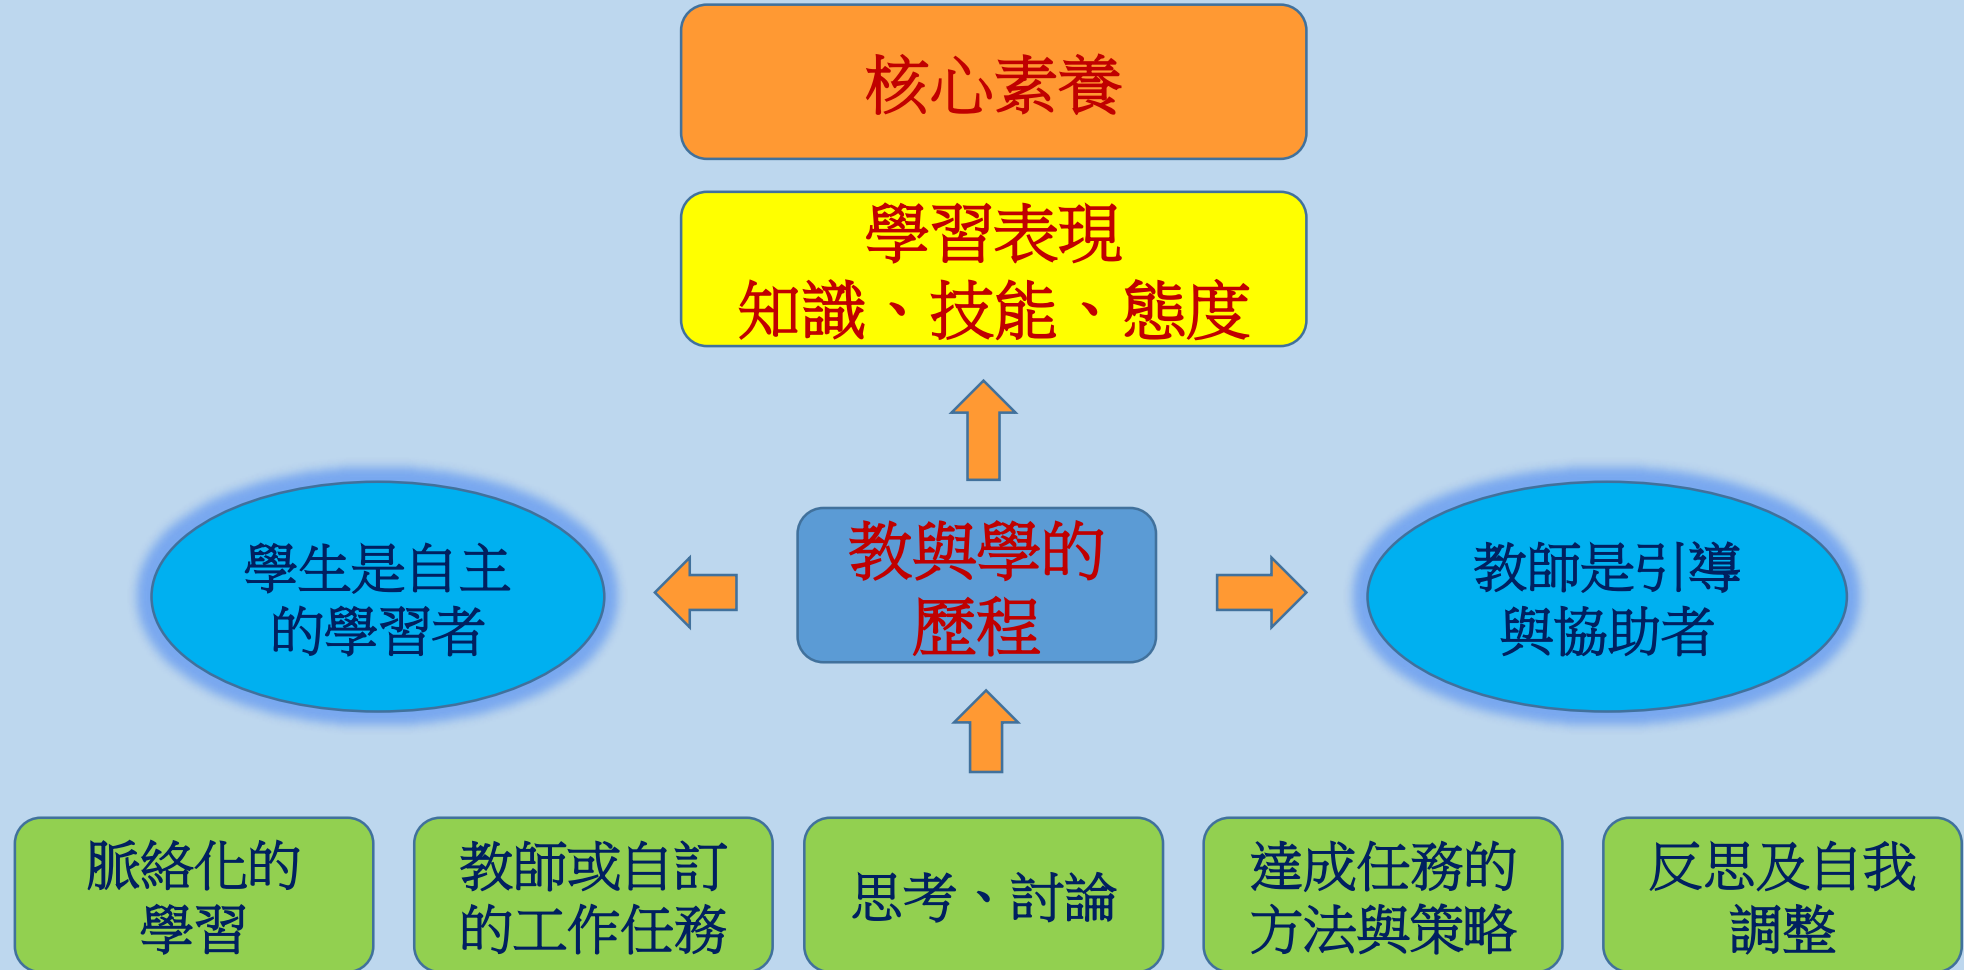 核心素養
學習表現
知識、技能、態度
學生是自主
的學習者
教與學的
歷程
教師是引導
與協助者
脈絡化的
學習
教師或自訂
的工作任務
思考、討論
達成任務的
方法與策略
反思及自我
調整